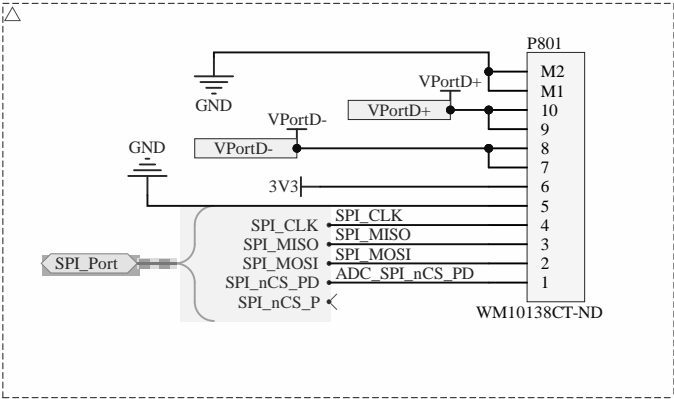 P801
M2
VPortD+
M1
GND
VPortD+
10
VPortD-
9
GND
VPortD-
8
7
3V3
6
5
SPI_CLK
SPI_CLK
4
SPI_MISO
SPI_MISO
3
SPI_Port
SPI_MOSI
SPI_MOSI
2
SPI_nCS_PD
ADC_SPI_nCS_PD
1
SPI_nCS_P
WM10138CT-ND